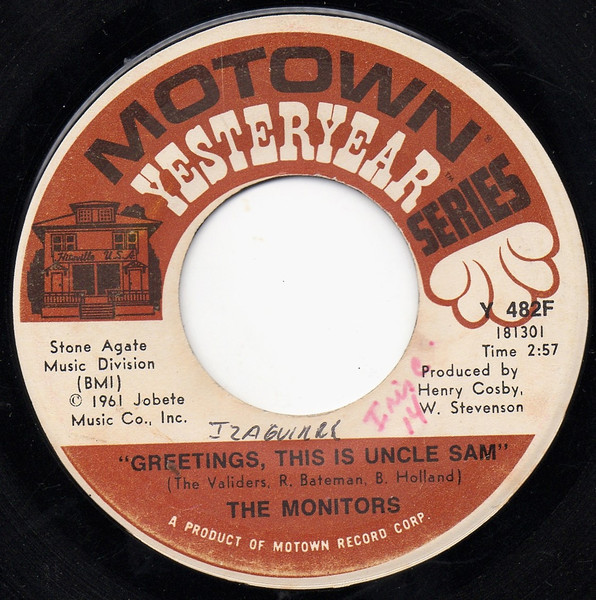 MOTOWN
YESTERYEAR
SERIES
Hitsville U.S.A
Y 482F
181301
Time 2:57
Produced by
Henry Cosby,
W. Stevenson
Stone Agate
Music Division
(BMI)
© 1961 Jobete
Music Co., Inc.
IZAGUIRRE
"GREETINGS, THIS IS UNCLE SAM"
(The Validers, R. Bateman, B. Holland)
THE MONITORS
A PRODUCT OF MOTOWN RECORD CORP.